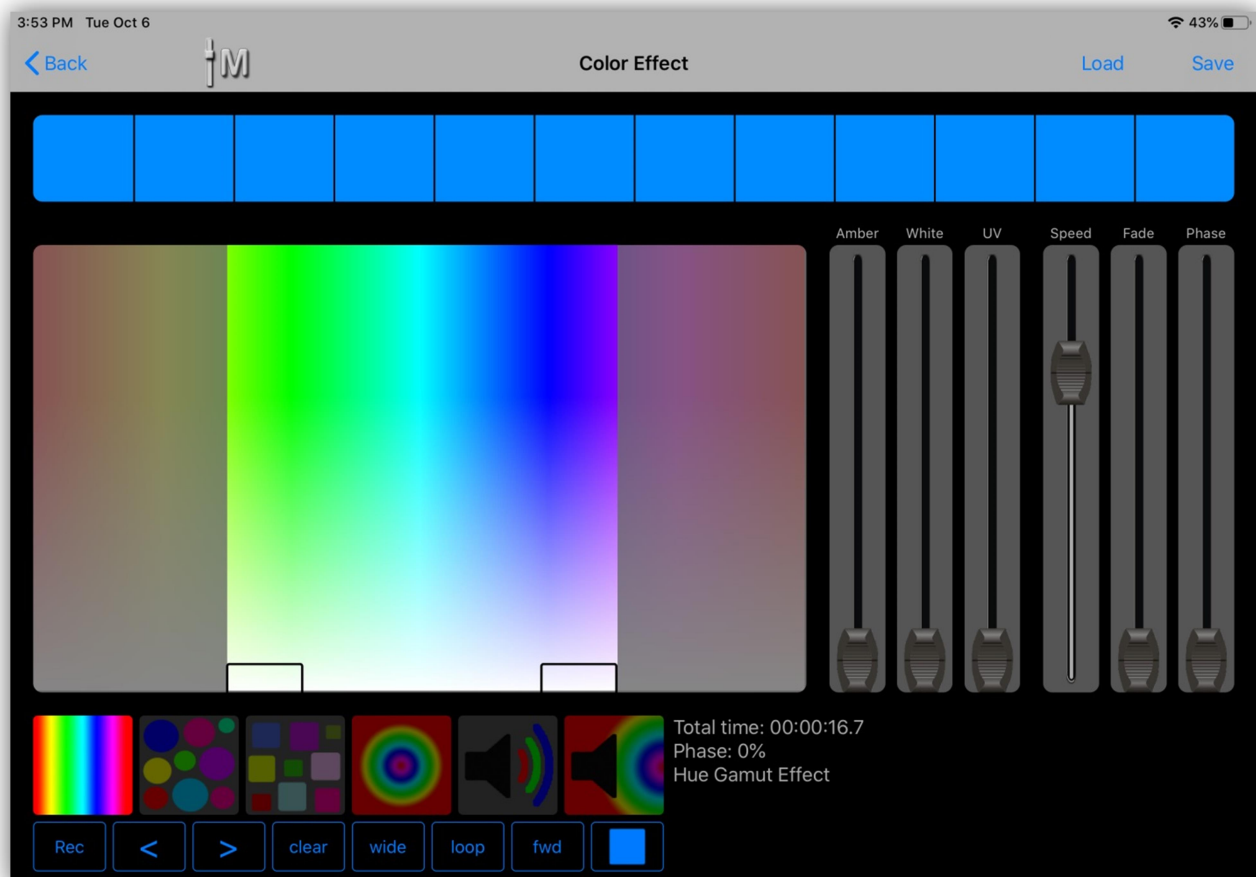 3:53 PM Tue Oct 6
43%
Back
M
Color Effect
Load
Save
Amber White UV Speed Fade Phase
Total time: 00:00:16.7
Phase: 0%
Hue Gamut Effect
Rec < > clear wide loop fwd